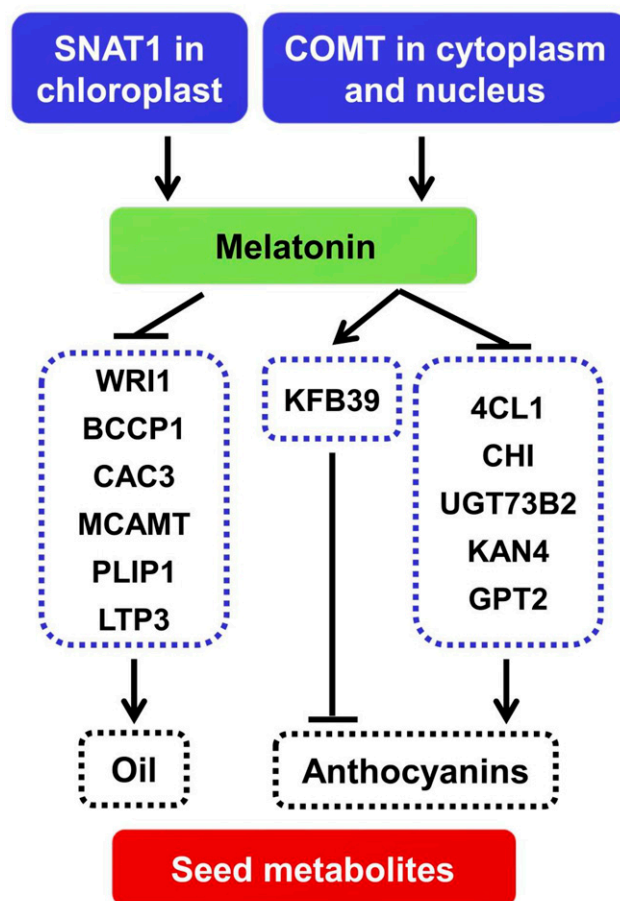 SNAT1 in
chloroplast
COMT in cytoplasm
and nucleus
Melatonin
WRI1
BCCP1
CAC3
MCAMT
PLIP1
LTP3
KFB39
4CL1
CHI
UGT73B2
KAN4
GPT2
Oil
Anthocyanins
Seed metabolites